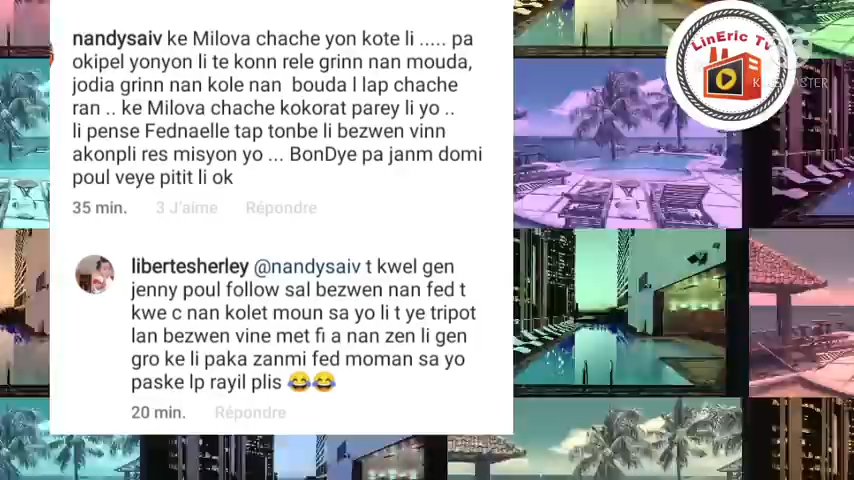 nandysaiv ke Milova chache yon kote li ..... pa
okipel yonyon li te konn rele grinn nan mouda,
jodia grinn nan kole nan bouda l lap chache
ran .. ke Milova chache kokorat parey li yo ..
li pense Fednaelle tap tonbe li bezwen vinn
akonpli res misyon yo ... BonDye pa janm domi
poul veye pitit li ok
35 min. 3 J'aime Répondre
libertesherley @nandysaiv t kwel gen
jenny poul follow sal bezwen nan fed t
kwe c nan kolet moun sa yo li t ye tripot
lan bezwen vine met fi a nan zen li gen
gro ke li paka zanmi fed moman sa yo
paske lp rayil plis 😂😂
20 min. Répondre
LinEric Tv